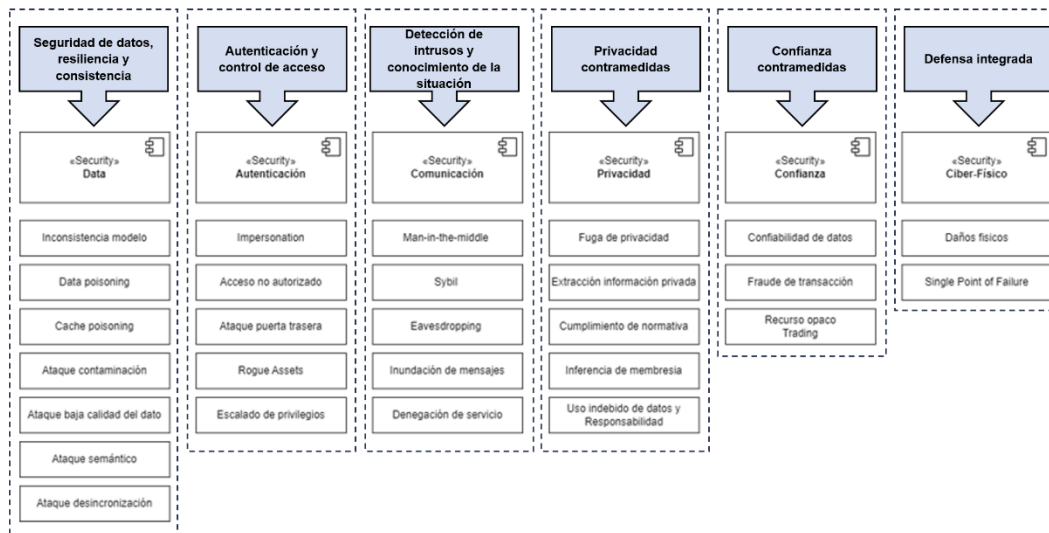 Seguridad de datos,
resiliencia y
consistencia
«Security»
Data
Inconsistencia modelo
Data poisoning
Cache poisoning
Ataque contaminación
Ataque baja calidad del dato
Ataque semántico
Ataque desincronización
Autenticación y
control de acceso
«Security»
Autenticación
Impersonation
Acceso no autorizado
Ataque puerta trasera
Rogue Assets
Escalado de privilegios
Detección de
intrusos y
conocimiento de la
situación
«Security»
Comunicación
Man-in-the-middle
Sybil
Eavesdropping
Inundación de mensajes
Denegación de servicio
Privacidad
contramedidas
«Security»
Privacidad
Fuga de privacidad
Extracción información privada
Cumplimiento de normativa
Inferencia de membresia
Uso indebido de datos y
Responsabilidad
Confianza
contramedidas
«Security»
Confianza
Confiabilidad de datos
Fraude de transacción
Recurso opaco
Trading
Defensa integrada
«Security»
Ciber-Físico
Daños fisicos
Single Point of Failure